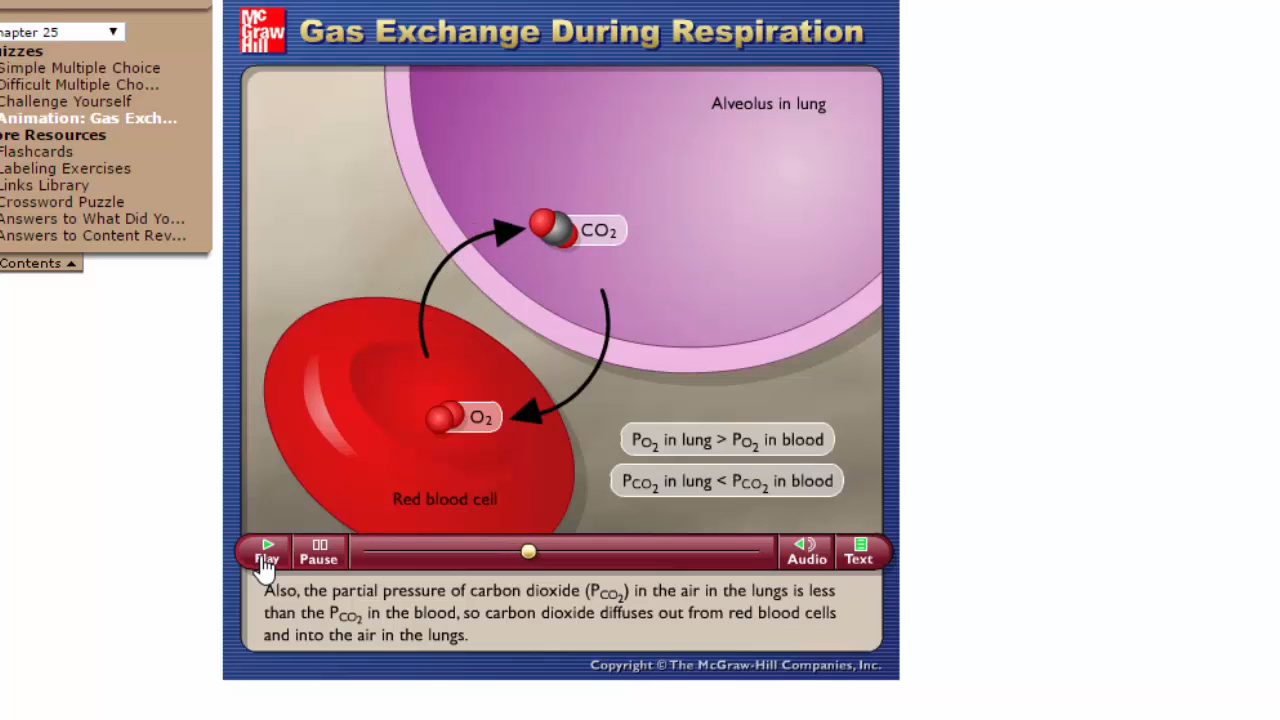 Mc
Graw
Hill
Gas Exchange During Respiration
hapter 25
izzes
Simple Multiple Choice
Difficult Multiple Cho...
Challenge Yourself
Animation: Gas Exch...
ore Resources
Flashcards
Labeling Exercises
Links Library
Crossword Puzzle
Answers to What Did Yo...
Answers to Content Rev...
Contents
Alveolus in lung
CO₂
O₂
PO₂ in lung > PO₂ in blood
PCO₂ in lung < PCO₂ in blood
Red blood cell
Play
Pause
Audio
Text
Also, the partial pressure of carbon dioxide (PCO₂) in the air in the lungs is less
than the PCO₂ in the blood, so carbon dioxide diffuses out from red blood cells
and into the air in the lungs.
Copyright © The McGraw-Hill Companies, Inc.